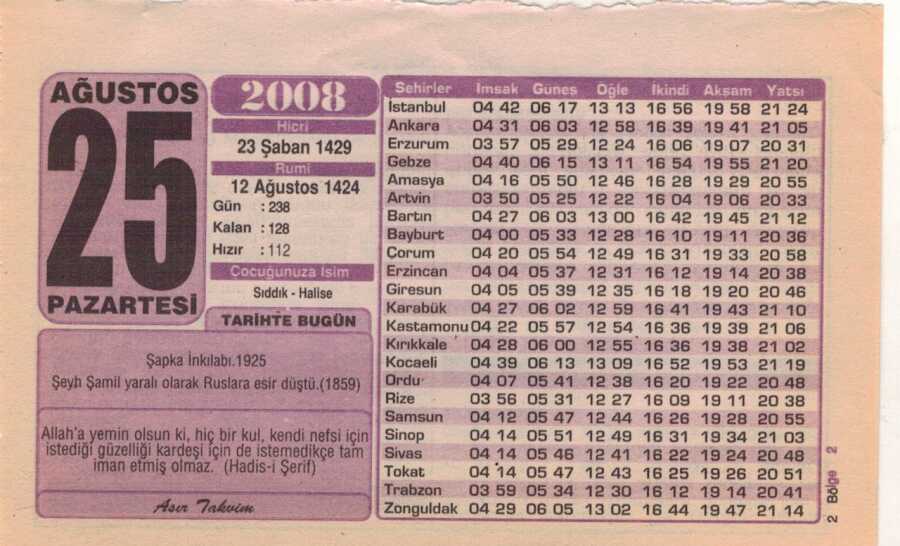 AĞUSTOS
25
PAZARTESİ
2008
Hicri
23 Şaban 1429
Rumi
12 Ağustos 1424
Gün : 238
Kalan : 128
Hızır : 112
Çocuğunuza İsim
Sıddık - Halise
TARİHTE BUGÜN
Şapka İnkılabı.1925
Şeyh Şamil yaralı olarak Ruslara esir düştü.(1859)
Allah'a yemin olsun ki, hiç bir kul, kendi nefsi için
istediği güzelliği kardeşi için de istemedikçe tam
iman etmiş olmaz. (Hadis-i Şerif)
Asır Takvim
Şehirler İmsak Güneş Öğle İkindi Akşam Yatsı
İstanbul 04 42 06 17 13 13 16 56 19 58 21 24
Ankara 04 31 06 03 12 58 16 39 19 41 21 05
Erzurum 03 57 05 29 12 24 16 06 19 07 20 31
Gebze 04 40 06 15 13 11 16 54 19 55 21 20
Amasya 04 16 05 50 12 46 16 28 19 29 20 55
Artvin 03 50 05 25 12 22 16 04 19 06 20 33
Bartın 04 27 06 03 13 00 16 42 19 45 21 12
Bayburt 04 00 05 33 12 28 16 10 19 11 20 36
Çorum 04 20 05 54 12 49 16 31 19 33 20 58
Erzincan 04 04 05 37 12 31 16 12 19 14 20 38
Giresun 04 05 05 39 12 35 16 18 19 20 20 46
Karabük 04 27 06 02 12 59 16 41 19 43 21 10
Kastamonu 04 22 05 57 12 54 16 36 19 39 21 06
Kırıkkale 04 28 06 00 12 55 16 36 19 38 21 02
Kocaeli 04 39 06 13 13 09 16 52 19 53 21 19
Ordu 04 07 05 41 12 38 16 20 19 22 20 48
Rize 03 56 05 31 12 27 16 09 19 11 20 38
Samsun 04 12 05 47 12 44 16 26 19 28 20 55
Sinop 04 14 05 51 12 49 16 31 19 34 21 03
Sivas 04 14 05 46 12 41 16 22 19 24 20 48
Tokat 04 14 05 47 12 43 16 25 19 26 20 51
Trabzon 03 59 05 34 12 30 16 12 19 14 20 41
Zonguldak 04 29 06 05 13 02 16 44 19 47 21 14
2 Bölge 2